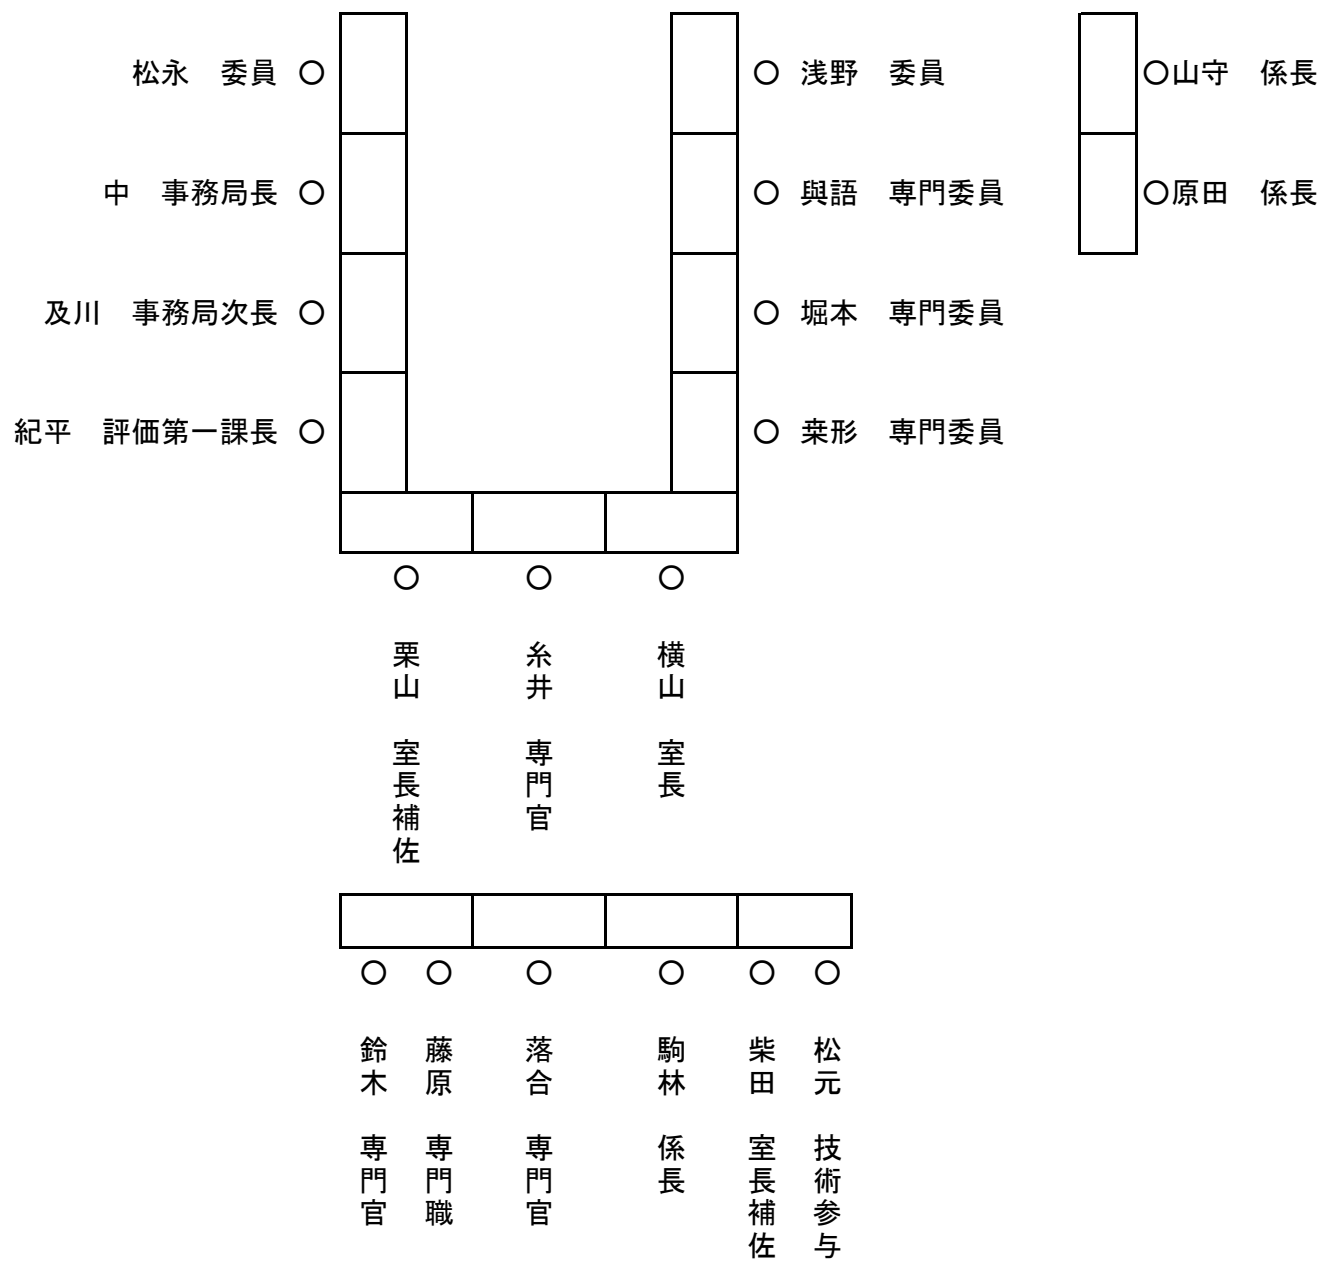 松永　委員 ○
○ 浅野　委員
○山守　係長
中　事務局長 ○
○ 與語　専門委員
○原田　係長
及川　事務局次長 ○
○ 堀本　専門委員
紀平　評価第一課長 ○
○ 桒形　専門委員
○ 栗山　室長補佐
○ 糸井　専門官
○ 横山　室長
○ 鈴木　専門官
○ 藤原　専門職
○ 落合　専門官
○ 駒林　係長
○ 柴田　室長補佐
○ 松元　技術参与